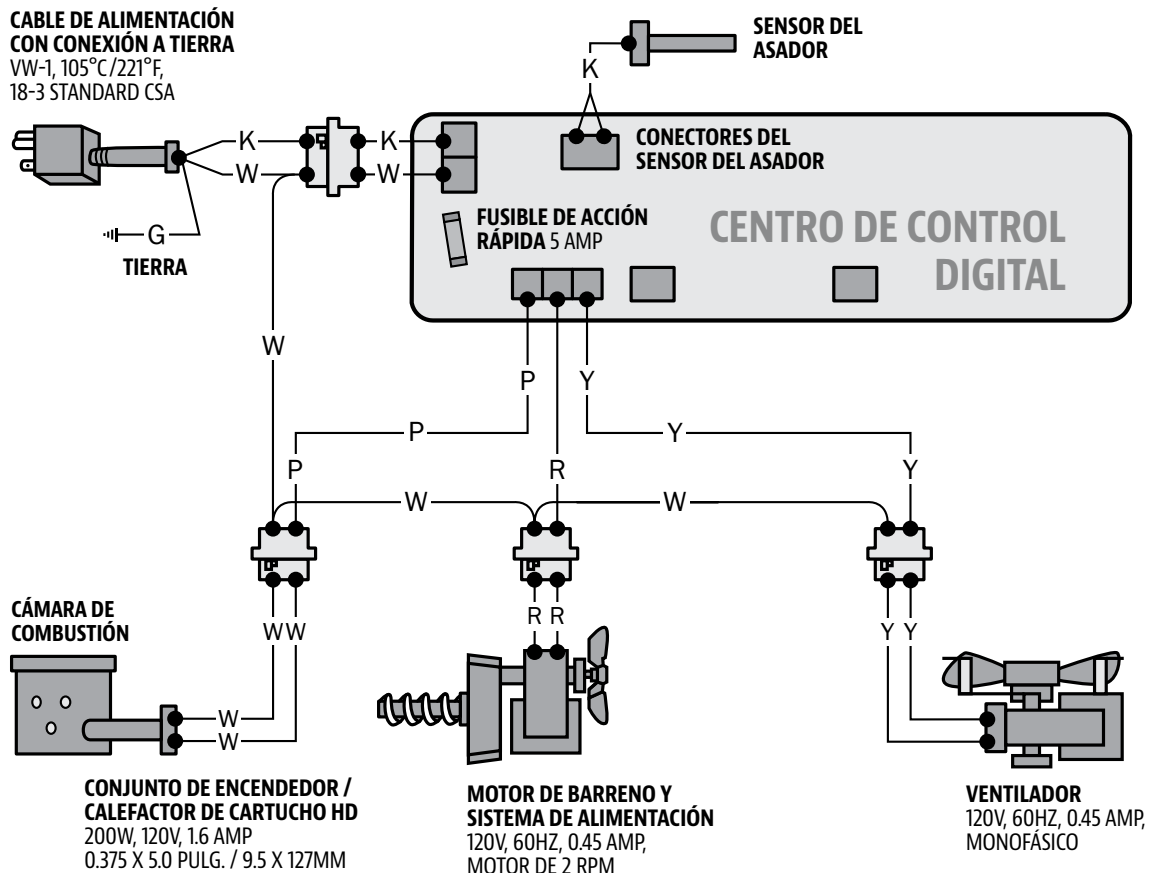 CABLE DE ALIMENTACIÓN
CON CONEXIÓN A TIERRA
VW-1, 105°C/221°F,
18-3 STANDARD CSA
SENSOR DEL
ASADOR
K
CONECTORES DEL
SENSOR DEL ASADOR
K
K
W
W
FUSIBLE DE ACCIÓN
RÁPIDA 5 AMP
CENTRO DE CONTROL
DIGITAL
G
TIERRA
W
P
Y
P
Y
P
R
Y
W
W
CÁMARA DE
COMBUSTIÓN
W W
R R
Y Y
W
W
CONJUNTO DE ENCENDEDOR /
CALEFACTOR DE CARTUCHO HD
200W, 120V, 1.6 AMP
0.375 X 5.0 PULG. / 9.5 X 127MM
MOTOR DE BARRENO Y
SISTEMA DE ALIMENTACIÓN
120V, 60HZ, 0.45 AMP,
MOTOR DE 2 RPM
VENTILADOR
120V, 60HZ, 0.45 AMP,
MONOFÁSICO